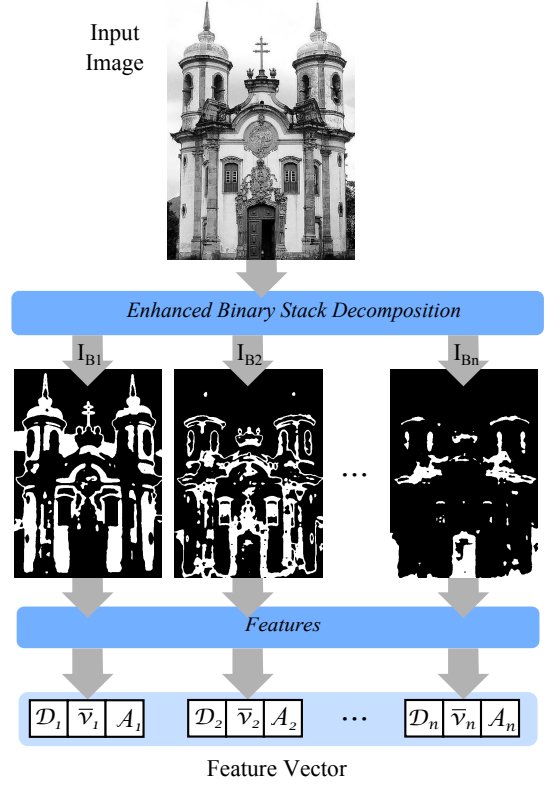 Input
Image
Enhanced Binary Stack Decomposition
I_B1 I_B2 I_Bn
...
Features
𝒟_1 v̅_1 𝒜_1 𝒟_2 v̅_2 𝒜_2 ... 𝒟_n v̅_n 𝒜_n
Feature Vector